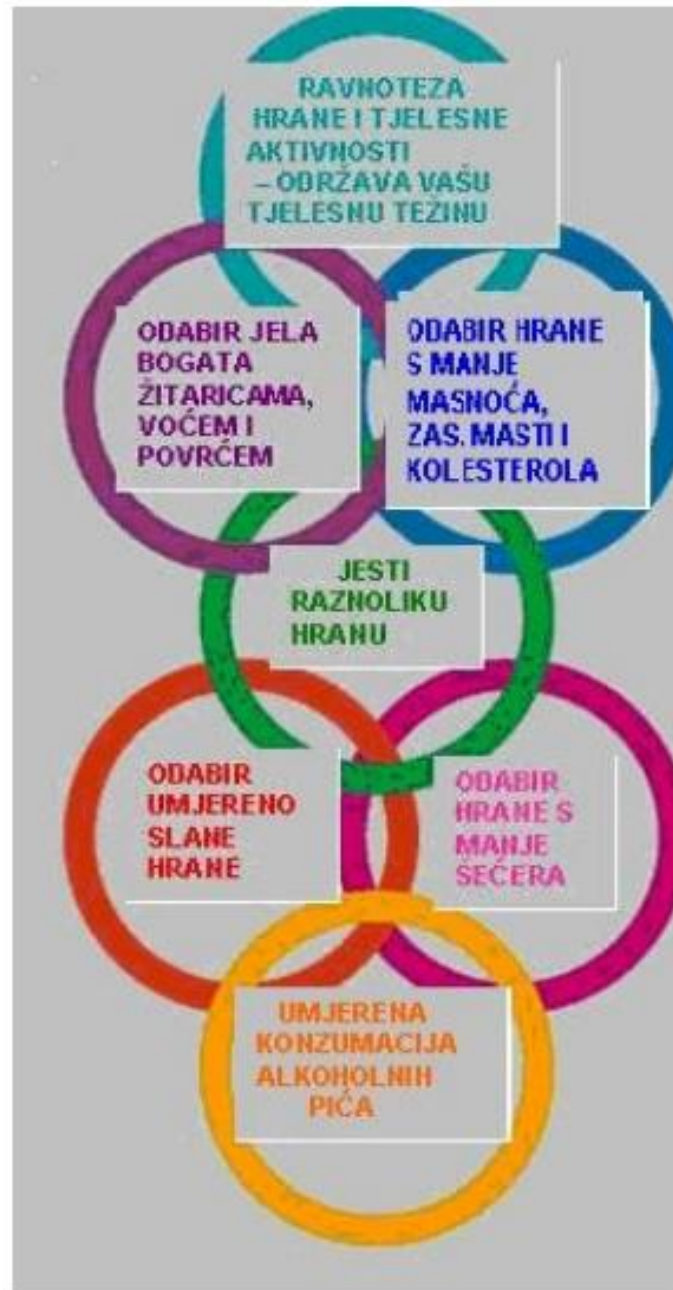 RAVNOTEZA
HRANE I TJELESNE
AKTIVNOSTI
– ODRŽAVA VAŠU
TJELESNU TEŽINU
ODABIR JELA
BOGATA
ŽITARICAMA,
VOĆEM I
POVRĆEM
ODABIR HRANE
S MANJE
MASNOĆA,
ZAS. MASTI I
KOLESTEROLA
JESTI
RAZNOLIKU
HRANU
ODABIR
UMJERENO
SLANE
HRANE
ODABIR
HRANE S
MANJE
ŠEĆERA
UMJERENA
KONZUMACIJA
ALKOHOLNIH
PIĆA